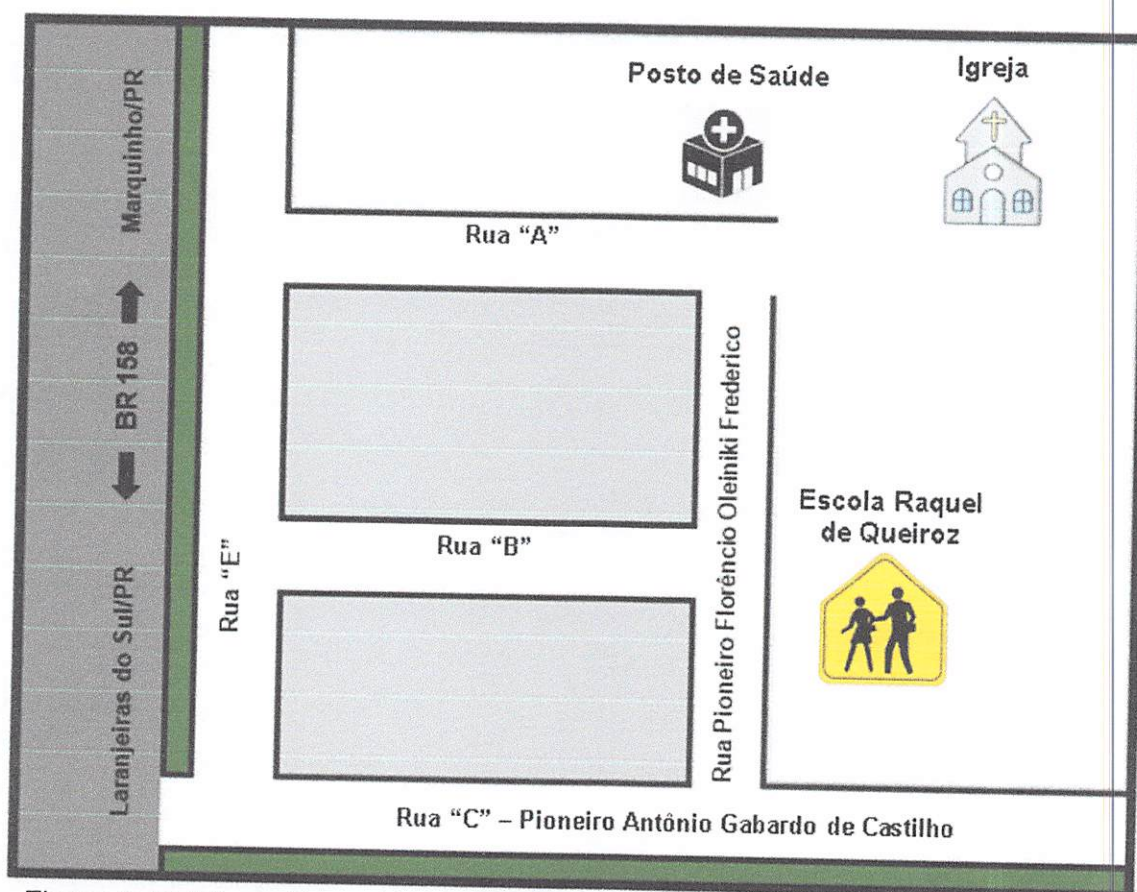 Marquinho/PR
BR 158
Laranjeiras do Sul/PR
Rua "E"
Posto de Saúde
Igreja
Rua "A"
Rua "B"
Rua Pioneiro Florêncio Oleiniki Frederico
Escola Raquel
de Queiroz
Rua "C" – Pioneiro Antônio Gabardo de Castilho